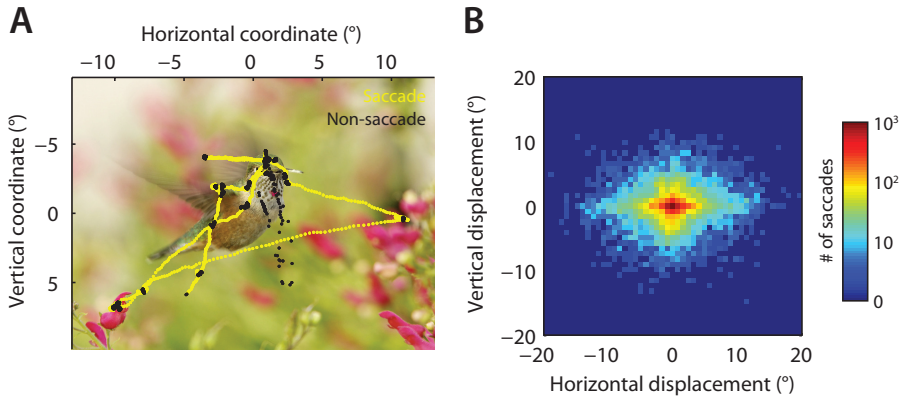 A
Horizontal coordinate (°)
−10 −5 0 5 10
Saccade
Non-saccade
Vertical coordinate (°)
−5
0
5
B
Vertical displacement (°)
20
10
0
−10
−20
−20 −10 0 10 20
Horizontal displacement (°)
# of saccades
10³
10²
10
0